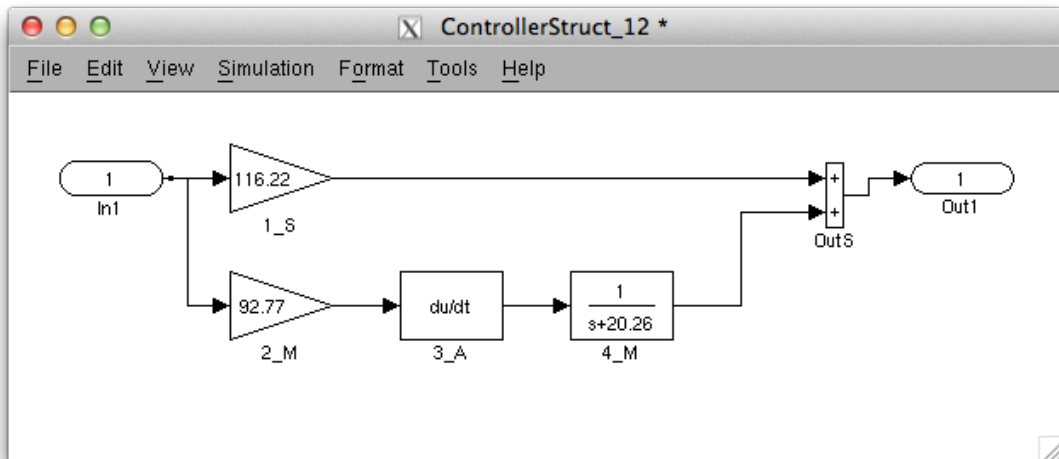 ControllerStruct_12 *
File Edit View Simulation Format Tools Help
1
In1
116.22
1_S
+
+
OutS
1
Out1
92.77
2_M
du/dt
3_A
1
s+20.26
4_M